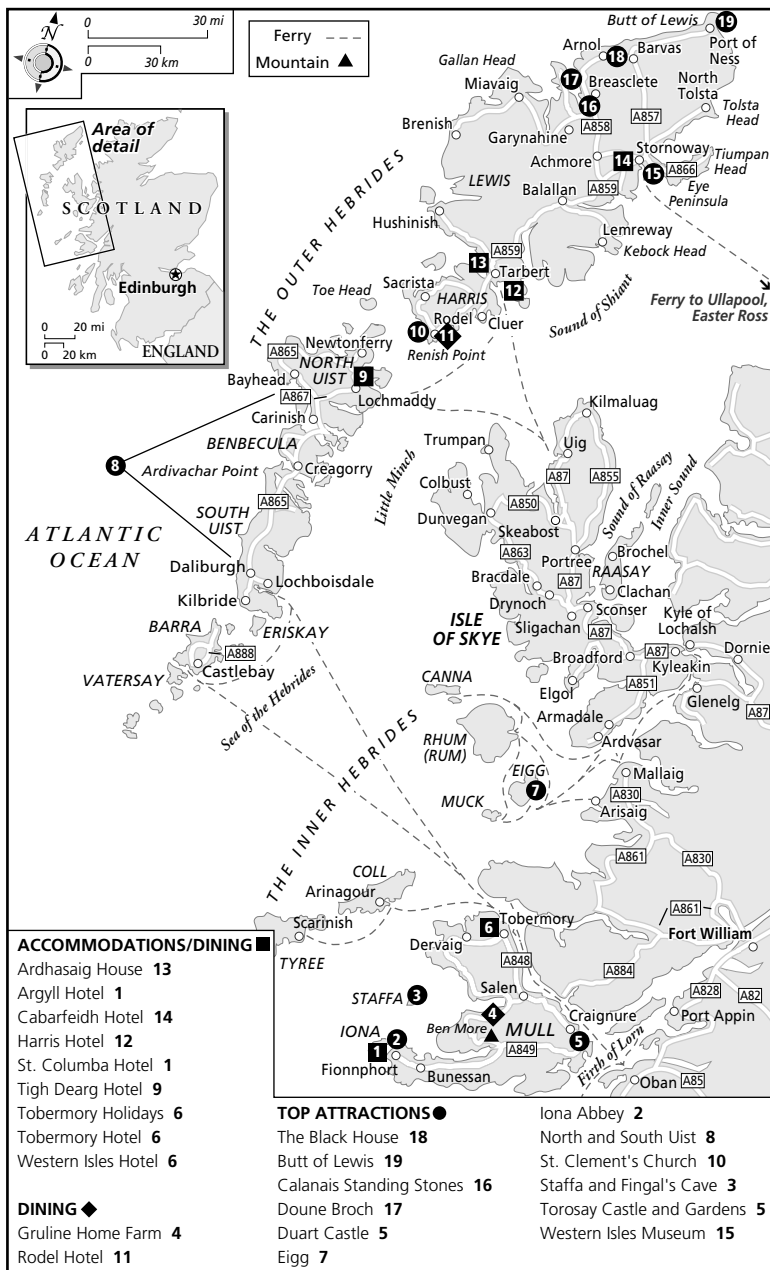 N
0 30 mi
0 30 km
Ferry
Mountain
Area of
detail
SCOTLAND
Edinburgh
0 20 mi
0 20 km
ENGLAND
Butt of Lewis
19
Port of
Ness
Arnol
18
Barvas
Gallan Head
17
Breasclete
North
Tolsta
Miavaig
16
A857
Tolsta
Head
Brenish
Garynahine
A858
Stornoway
Tiumpan
Head
Achmore
14
15
A866
Eye
Peninsula
LEWIS
Balallan
A859
Hushinish
Lemreway
Kebock Head
A859
13
Tarbert
12
THE OUTER HEBRIDES
Toe Head
Sacrista
HARRIS
Rodel
10
11
Cluer
Renish Point
Sound of Shiant
Ferry to Ullapool,
Easter Ross
Newtonferry
A865
NORTH
UIST
9
Bayhead
A867
Lochmaddy
Carinish
BENBECULA
8
Ardivachar Point
Creagorry
A865
SOUTH
UIST
ATLANTIC
OCEAN
Daliburgh
Lochboisdale
Kilbride
BARRA
ERISKAY
A888
Castlebay
VATERSAY
Sea of the Hebrides
Little Minch
Kilmaluag
Trumpan
Uig
Colbust
A87
A855
A850
Dunvegan
Skeabost
Sound of Raasay
Inner Sound
A863
Portree
Brochel
RAASAY
Bracdale
A87
Clachan
Drynoch
Sconser
Kyle of
Lochalsh
ISLE
OF SKYE
Sligachan
A87
A87
Dornie
Broadford
Kyleakin
Elgol
A851
Glenelg
A87
CANNA
Armadale
Ardvasar
RHUM
(RUM)
EIGG
7
Mallaig
A830
MUCK
Arisaig
THE INNER HEBRIDES
A861
A830
COLL
Arinagour
A861
Scarinish
Tobermory
Fort William
6
Dervaig
TYREE
A848
A884
Salen
A828
A82
STAFFA
3
4
Craignure
Port Appin
Ben More
MULL
5
IONA
2
1
A849
Firth of Lorn
Fionnphort
Bunessan
Oban
A85
ACCOMMODATIONS/DINING
Ardhasaig House 13
Argyll Hotel 1
Cabarfeidh Hotel 14
Harris Hotel 12
St. Columba Hotel 1
Tigh Dearg Hotel 9
Tobermory Holidays 6
Tobermory Hotel 6
Western Isles Hotel 6
DINING
Gruline Home Farm 4
Rodel Hotel 11
TOP ATTRACTIONS
The Black House 18
Butt of Lewis 19
Calanais Standing Stones 16
Doune Broch 17
Duart Castle 5
Eigg 7
Iona Abbey 2
North and South Uist 8
St. Clement's Church 10
Staffa and Fingal's Cave 3
Torosay Castle and Gardens 5
Western Isles Museum 15